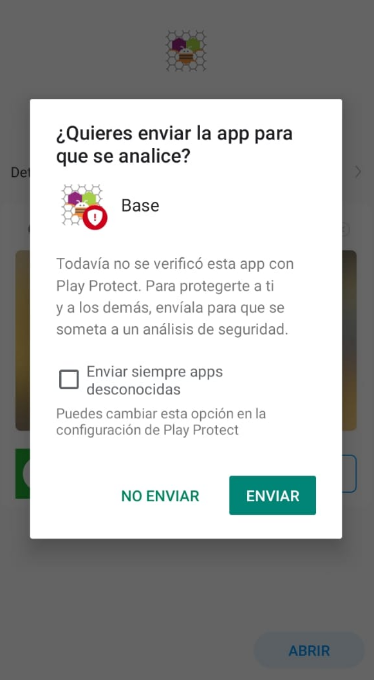 ¿Quieres enviar la app para
que se analice?
Base
Todavía no se verificó esta app con
Play Protect. Para protegerte a ti
y a los demás, envíala para que se
someta a un análisis de seguridad.
Enviar siempre apps
desconocidas
Puedes cambiar esta opción en la
configuración de Play Protect
NO ENVIAR
ENVIAR
ABRIR